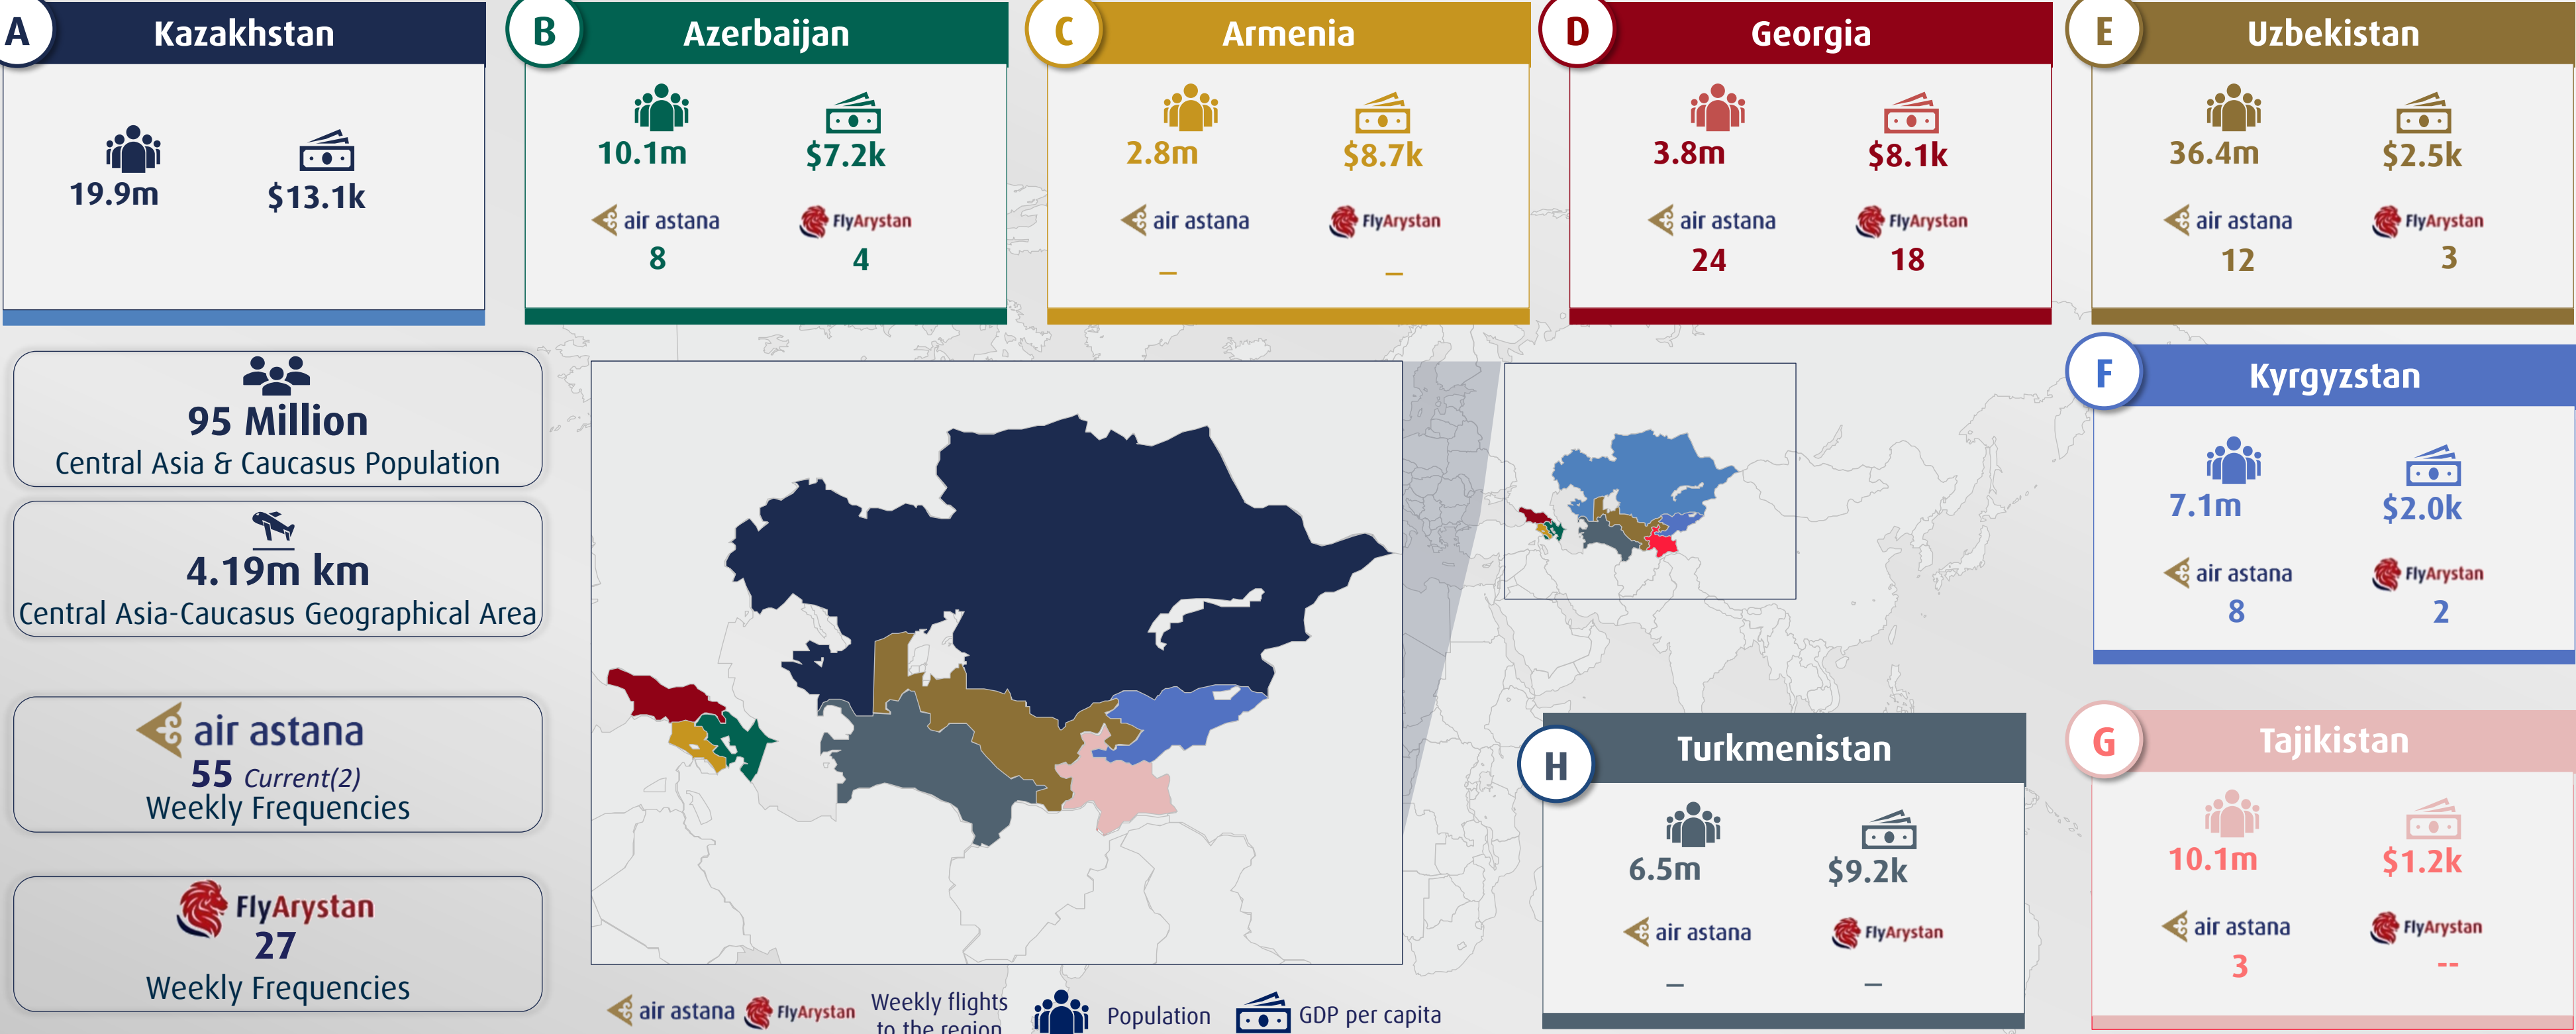 A
Kazakhstan
19.9m
$13.1k
B
Azerbaijan
10.1m
$7.2k
air astana
FlyArystan
8
4
C
Armenia
2.8m
$8.7k
air astana
FlyArystan
–
–
D
Georgia
3.8m
$8.1k
air astana
FlyArystan
24
18
E
Uzbekistan
36.4m
$2.5k
air astana
FlyArystan
12
3
95 Million
Central Asia & Caucasus Population
4.19m km
Central Asia-Caucasus Geographical Area
air astana
55 Current(2)
Weekly Frequencies
FlyArystan
27
Weekly Frequencies
F
Kyrgyzstan
7.1m
$2.0k
air astana
FlyArystan
8
2
H
Turkmenistan
6.5m
$9.2k
air astana
FlyArystan
–
–
G
Tajikistan
10.1m
$1.2k
air astana
FlyArystan
3
--
air astana
FlyArystan
Weekly flights
to the region
Population
GDP per capita